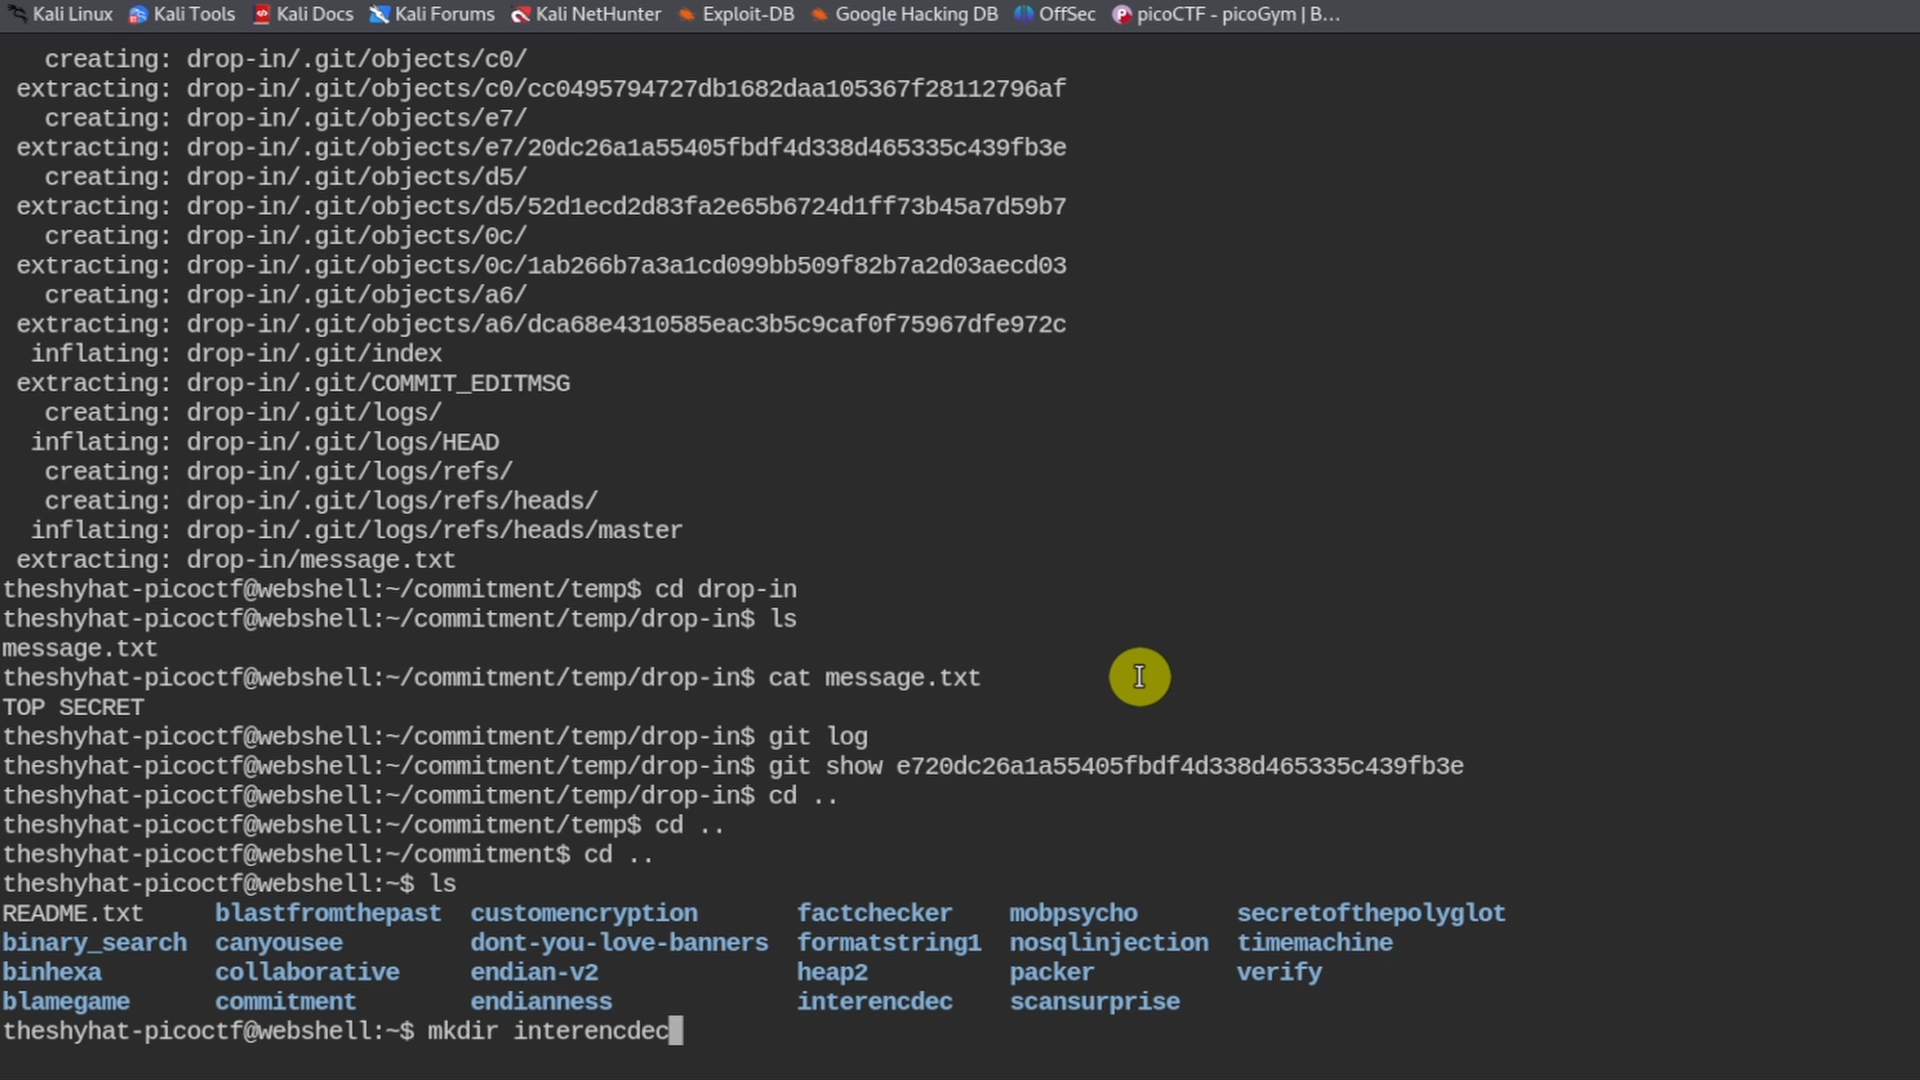 Kali Linux Kali Tools Kali Docs Kali Forums Kali NetHunter Exploit-DB Google Hacking DB OffSec picoCTF - picoGym | B...
creating: drop-in/.git/objects/c0/
extracting: drop-in/.git/objects/c0/cc0495794727db1682daa105367f28112796af
creating: drop-in/.git/objects/e7/
extracting: drop-in/.git/objects/e7/20dc26a1a55405fbdf4d338d465335c439fb3e
creating: drop-in/.git/objects/d5/
extracting: drop-in/.git/objects/d5/52d1ecd2d83fa2e65b6724d1ff73b45a7d59b7
creating: drop-in/.git/objects/0c/
extracting: drop-in/.git/objects/0c/1ab266b7a3a1cd099bb509f82b7a2d03aecd03
creating: drop-in/.git/objects/a6/
extracting: drop-in/.git/objects/a6/dca68e4310585eac3b5c9caf0f75967dfe972c
inflating: drop-in/.git/index
extracting: drop-in/.git/COMMIT_EDITMSG
creating: drop-in/.git/logs/
inflating: drop-in/.git/logs/HEAD
creating: drop-in/.git/logs/refs/
creating: drop-in/.git/logs/refs/heads/
inflating: drop-in/.git/logs/refs/heads/master
extracting: drop-in/message.txt
theshyhat-picoctf@webshell:~/commitment/temp$ cd drop-in
theshyhat-picoctf@webshell:~/commitment/temp/drop-in$ ls
message.txt
theshyhat-picoctf@webshell:~/commitment/temp/drop-in$ cat message.txt
TOP SECRET
theshyhat-picoctf@webshell:~/commitment/temp/drop-in$ git log
theshyhat-picoctf@webshell:~/commitment/temp/drop-in$ git show e720dc26a1a55405fbdf4d338d465335c439fb3e
theshyhat-picoctf@webshell:~/commitment/temp/drop-in$ cd ..
theshyhat-picoctf@webshell:~/commitment/temp$ cd ..
theshyhat-picoctf@webshell:~/commitment$ cd ..
theshyhat-picoctf@webshell:~$ ls
README.txt blastfromthepast customencryption factchecker mobpsycho secretofthepolyglot
binary_search canyousee dont-you-love-banners formatstring1 nosqlinjection timemachine
binhexa collaborative endian-v2 heap2 packer verify
blamegame commitment endianness interencdec scansurprise
theshyhat-picoctf@webshell:~$ mkdir interencdec